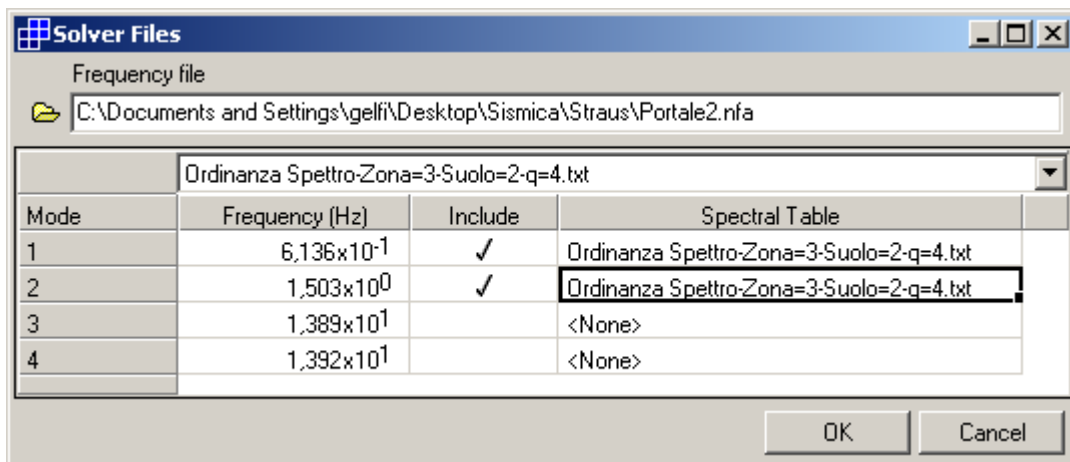 Solver Files
Frequency file
C:\Documents and Settings\gelfi\Desktop\Sismica\Straus\Portale2.nfa
Ordinanza Spettro-Zona=3-Suolo=2-q=4.txt
Mode Frequency (Hz) Include Spectral Table
1 6,136x10-1 ✓ Ordinanza Spettro-Zona=3-Suolo=2-q=4.txt
2 1,503x100 ✓ Ordinanza Spettro-Zona=3-Suolo=2-q=4.txt
3 1,389x101 <None>
4 1,392x101 <None>
OK Cancel